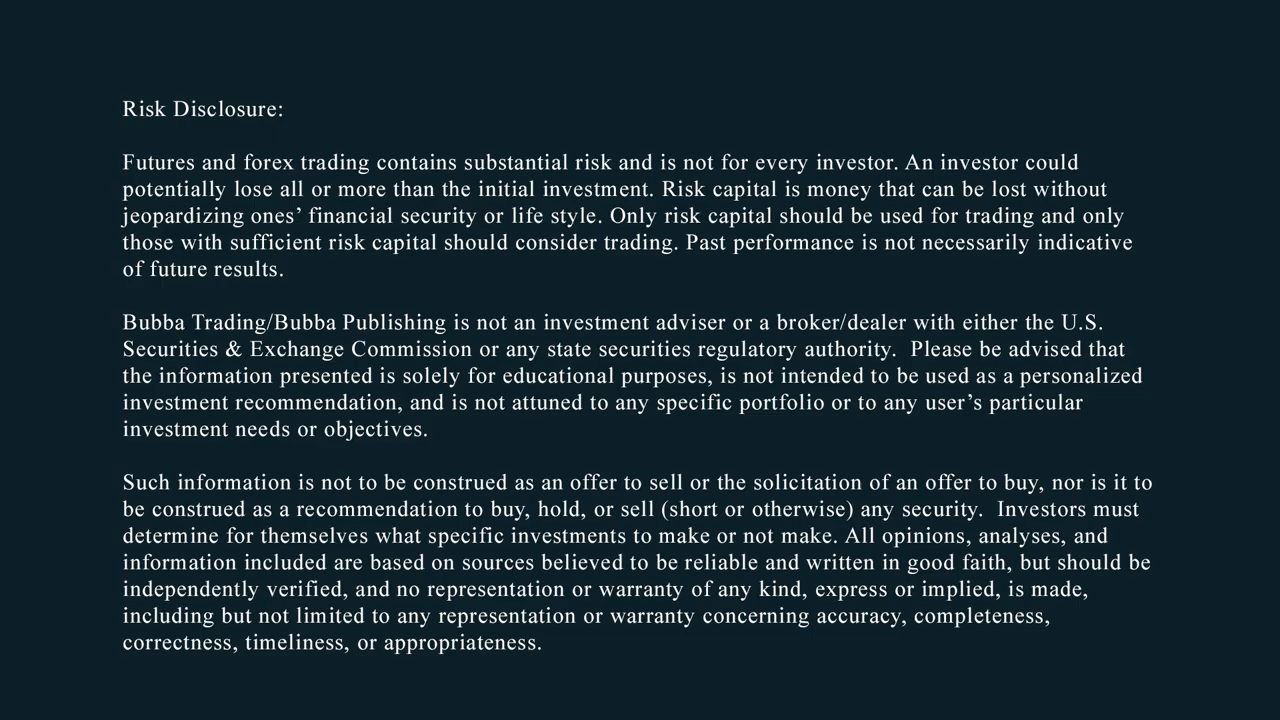 Risk Disclosure:
Futures and forex trading contains substantial risk and is not for every investor. An investor could
potentially lose all or more than the initial investment. Risk capital is money that can be lost without
jeopardizing ones’ financial security or life style. Only risk capital should be used for trading and only
those with sufficient risk capital should consider trading. Past performance is not necessarily indicative
of future results.
Bubba Trading/Bubba Publishing is not an investment adviser or a broker/dealer with either the U.S.
Securities & Exchange Commission or any state securities regulatory authority.  Please be advised that
the information presented is solely for educational purposes, is not intended to be used as a personalized
investment recommendation, and is not attuned to any specific portfolio or to any user’s particular
investment needs or objectives.
Such information is not to be construed as an offer to sell or the solicitation of an offer to buy, nor is it to
be construed as a recommendation to buy, hold, or sell (short or otherwise) any security.  Investors must
determine for themselves what specific investments to make or not make. All opinions, analyses, and
information included are based on sources believed to be reliable and written in good faith, but should be
independently verified, and no representation or warranty of any kind, express or implied, is made,
including but not limited to any representation or warranty concerning accuracy, completeness,
correctness, timeliness, or appropriateness.